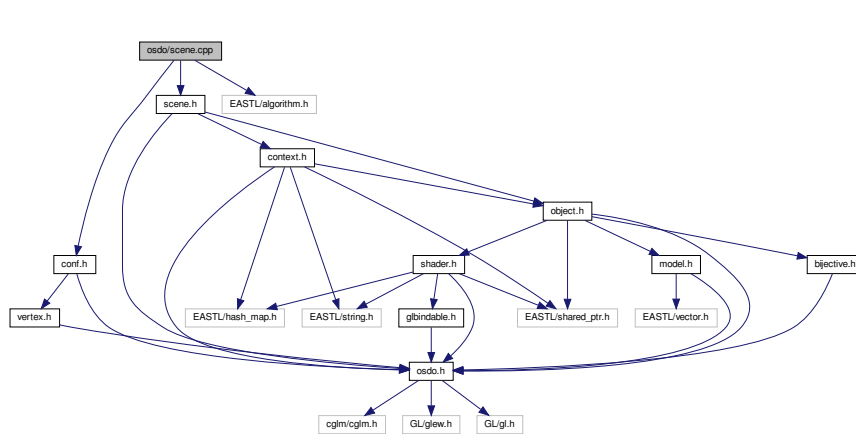 osdo/scene.cpp
scene.h
EASTL/algorithm.h
context.h
object.h
conf.h
shader.h
model.h
bijective.h
vertex.h
EASTL/hash_map.h
EASTL/string.h
glbindable.h
EASTL/shared_ptr.h
EASTL/vector.h
osdo.h
cglm/cglm.h
GL/glew.h
GL/gl.h